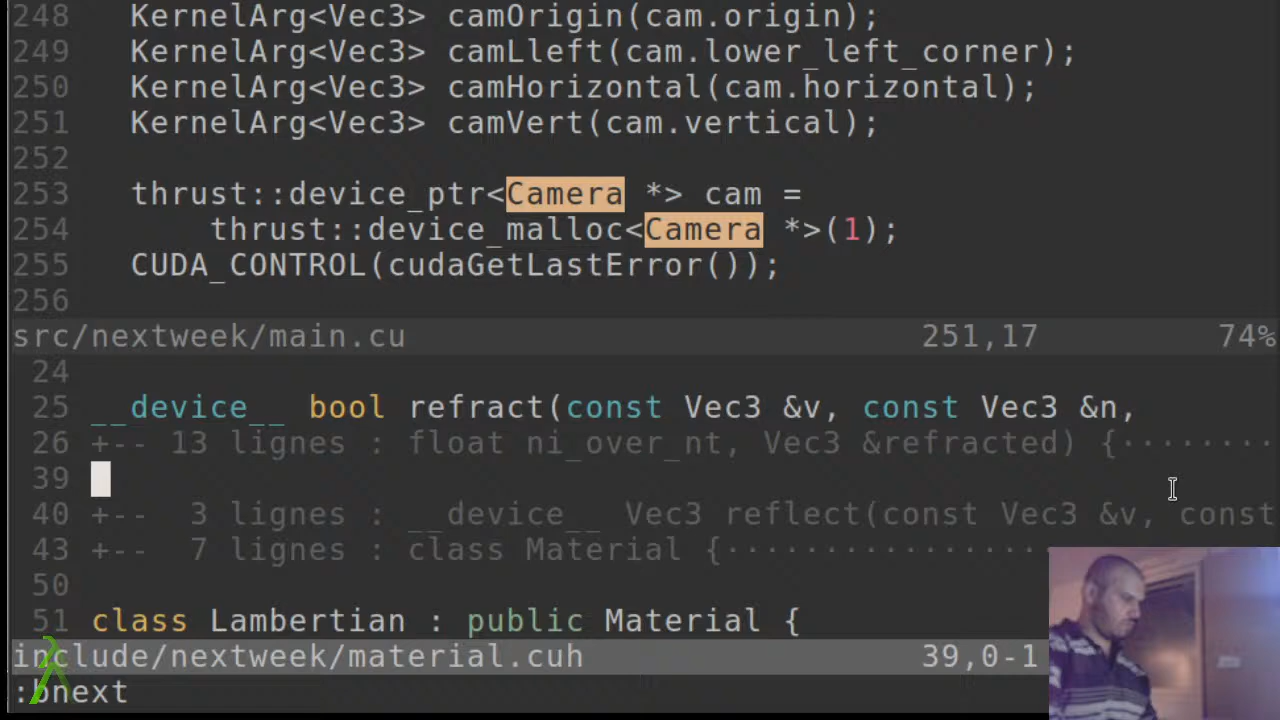 248 KernelArg<Vec3> camOrigin(cam.origin);
249 KernelArg<Vec3> camLleft(cam.lower_left_corner);
250 KernelArg<Vec3> camHorizontal(cam.horizontal);
251 KernelArg<Vec3> camVert(cam.vertical);
252
253 thrust::device_ptr<Camera *> cam =
254 thrust::device_malloc<Camera *>(1);
255 CUDA_CONTROL(cudaGetLastError());
256
src/nextweek/main.cu 251,17 74%
24
25 __device__ bool refract(const Vec3 &v, const Vec3 &n,
26 +-- 13 lignes : float ni_over_nt, Vec3 &refracted) {········
39
40 +-- 3 lignes : __device__ Vec3 reflect(const Vec3 &v, const
43 +-- 7 lignes : class Material {·················
50
51 class Lambertian : public Material {
include/nextweek/material.cuh 39,0-1
:bnext
λ